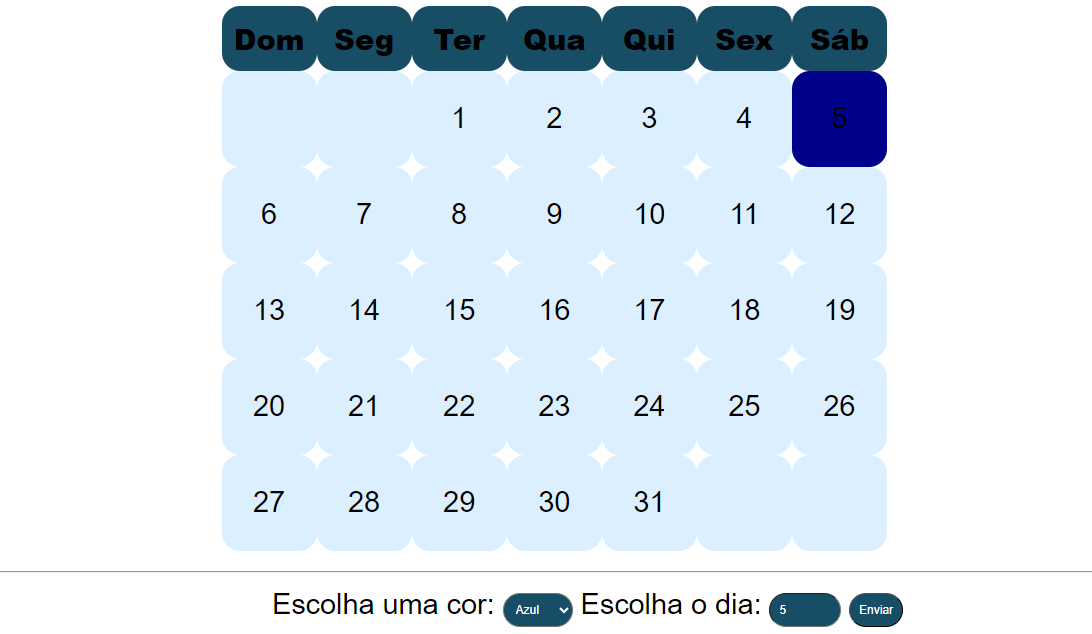 Dom Seg Ter Qua Qui Sex Sáb
1 2 3 4 5
6 7 8 9 10 11 12
13 14 15 16 17 18 19
20 21 22 23 24 25 26
27 28 29 30 31
Escolha uma cor: Azul Escolha o dia: 5 Enviar